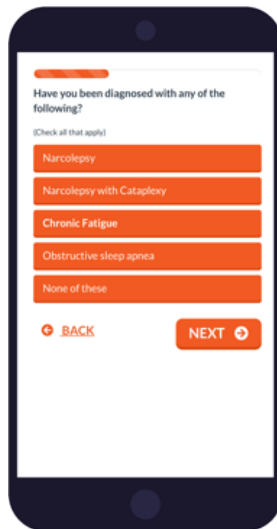 Have you been diagnosed with any of the
following?
(Check all that apply)
Narcolepsy
Narcolepsy with Cataplexy
Chronic Fatigue
Obstructive sleep apnea
None of these
BACK
NEXT